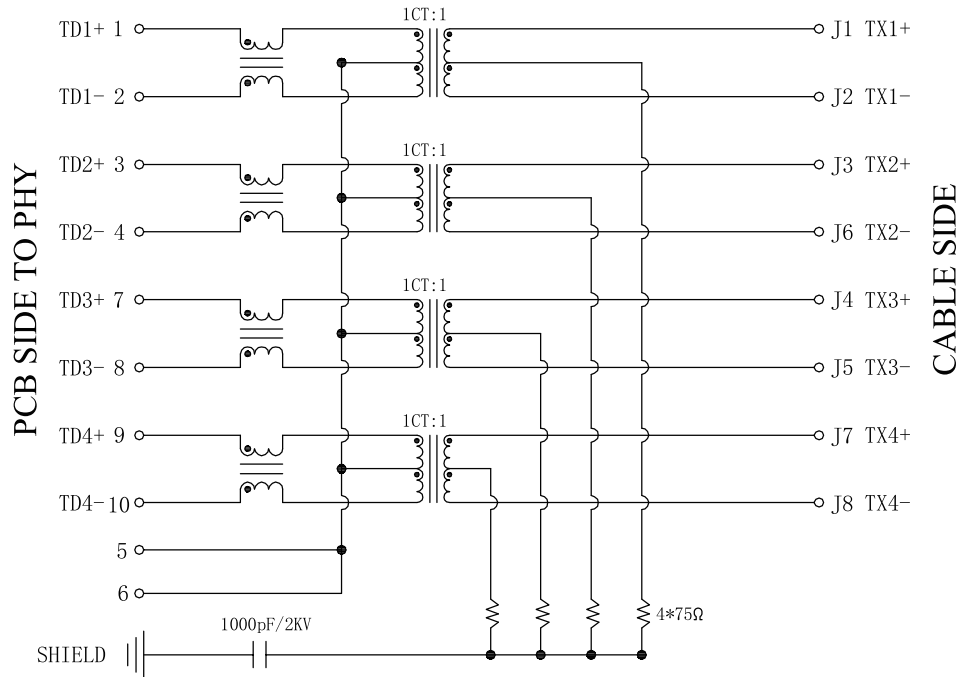 1CT:1
TD1+ 1
J1 TX1+
TD1- 2
J2 TX1-
1CT:1
TD2+ 3
J3 TX2+
TD2- 4
J6 TX2-
PCB SIDE TO PHY
CABLE SIDE
1CT:1
TD3+ 7
J4 TX3+
TD3- 8
J5 TX3-
1CT:1
TD4+ 9
J7 TX4+
TD4- 10
J8 TX4-
5
6
1000pF/2KV
4*75Ω
SHIELD